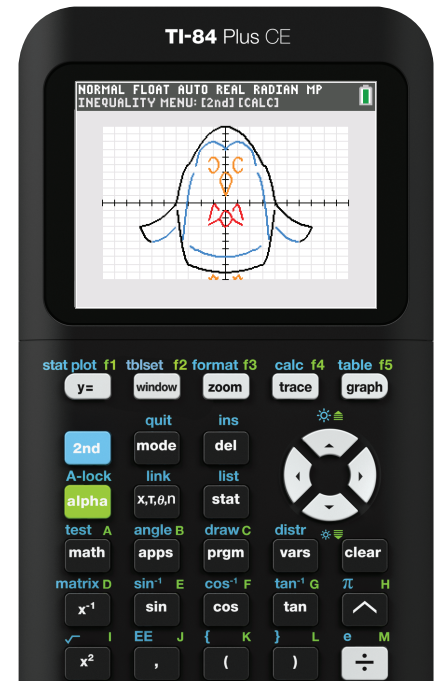 TI-84 Plus CE
NORMAL FLOAT AUTO REAL RADIAN MP
INEQUALITY MENU:[2nd][CALC]
stat plot f1 tblset f2 format f3 calc f4 table f5
y= window zoom trace graph
quit ins
2nd mode del
A-lock link list
alpha X,T,θ,n stat
test A angle B draw C distr
math apps prgm vars clear
matrix D sin⁻¹ E cos⁻¹ F tan⁻¹ G π H
x⁻¹ sin cos tan ^
√ I EE J { K } L e M
x² , ( ) ÷